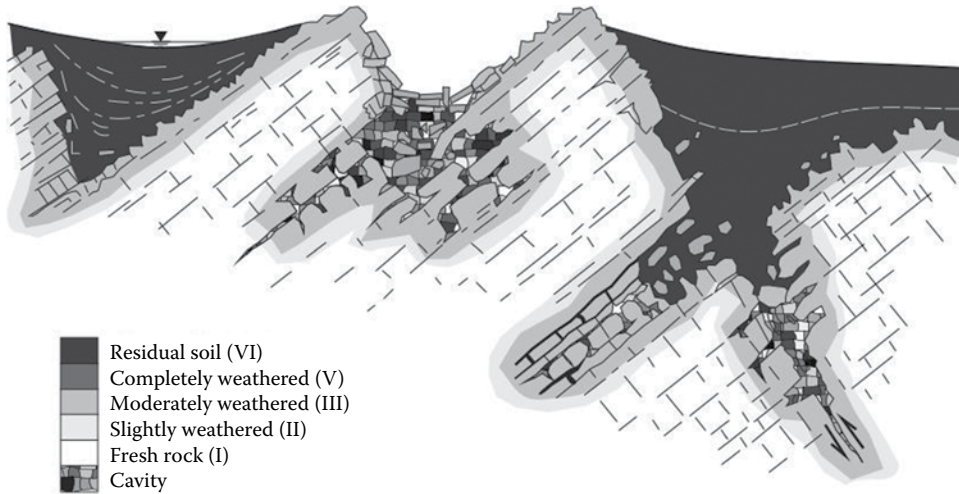 Residual soil (VI)
Completely weathered (V)
Moderately weathered (III)
Slightly weathered (II)
Fresh rock (I)
Cavity